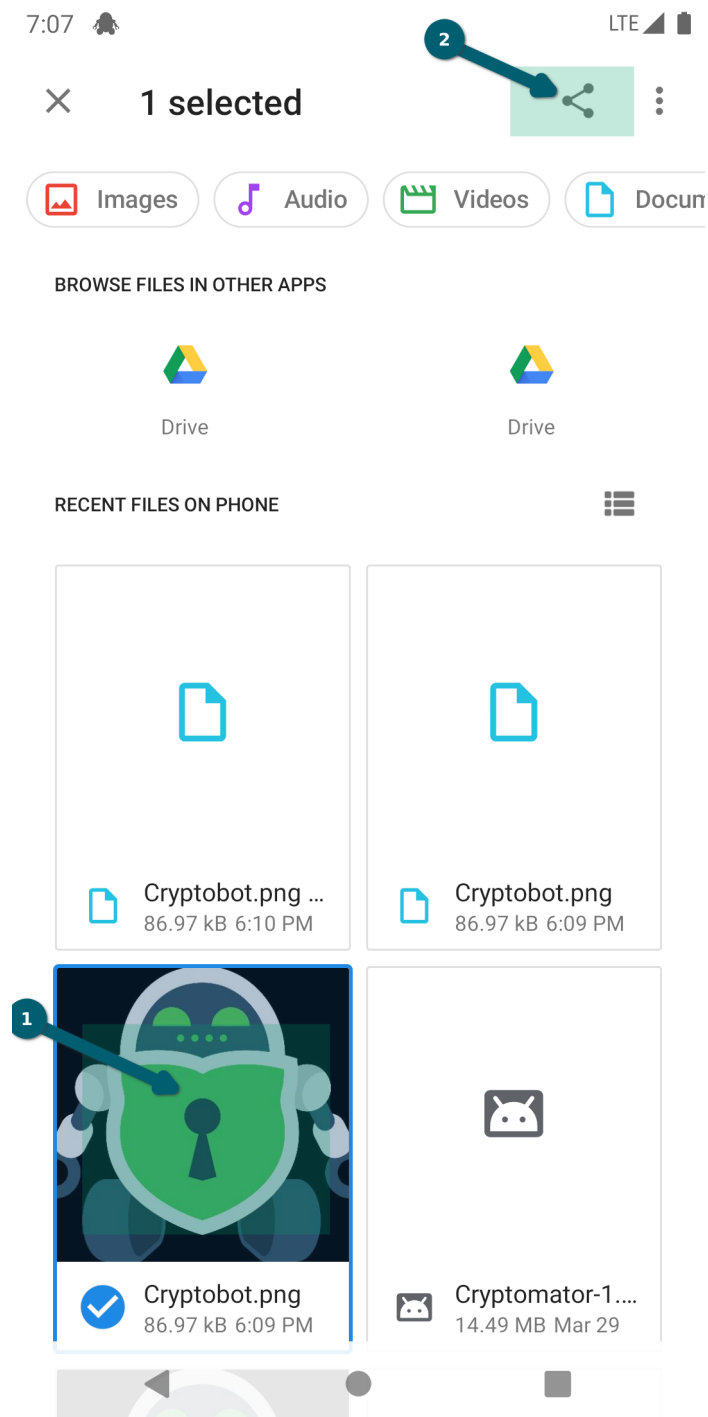 7:07
LTE
2
1 selected
Images
Audio
Videos
Docum
BROWSE FILES IN OTHER APPS
Drive
Drive
RECENT FILES ON PHONE
Cryptobot.png ...
86.97 kB 6:10 PM
Cryptobot.png
86.97 kB 6:09 PM
1
Cryptobot.png
86.97 kB 6:09 PM
Cryptomator-1....
14.49 MB Mar 29